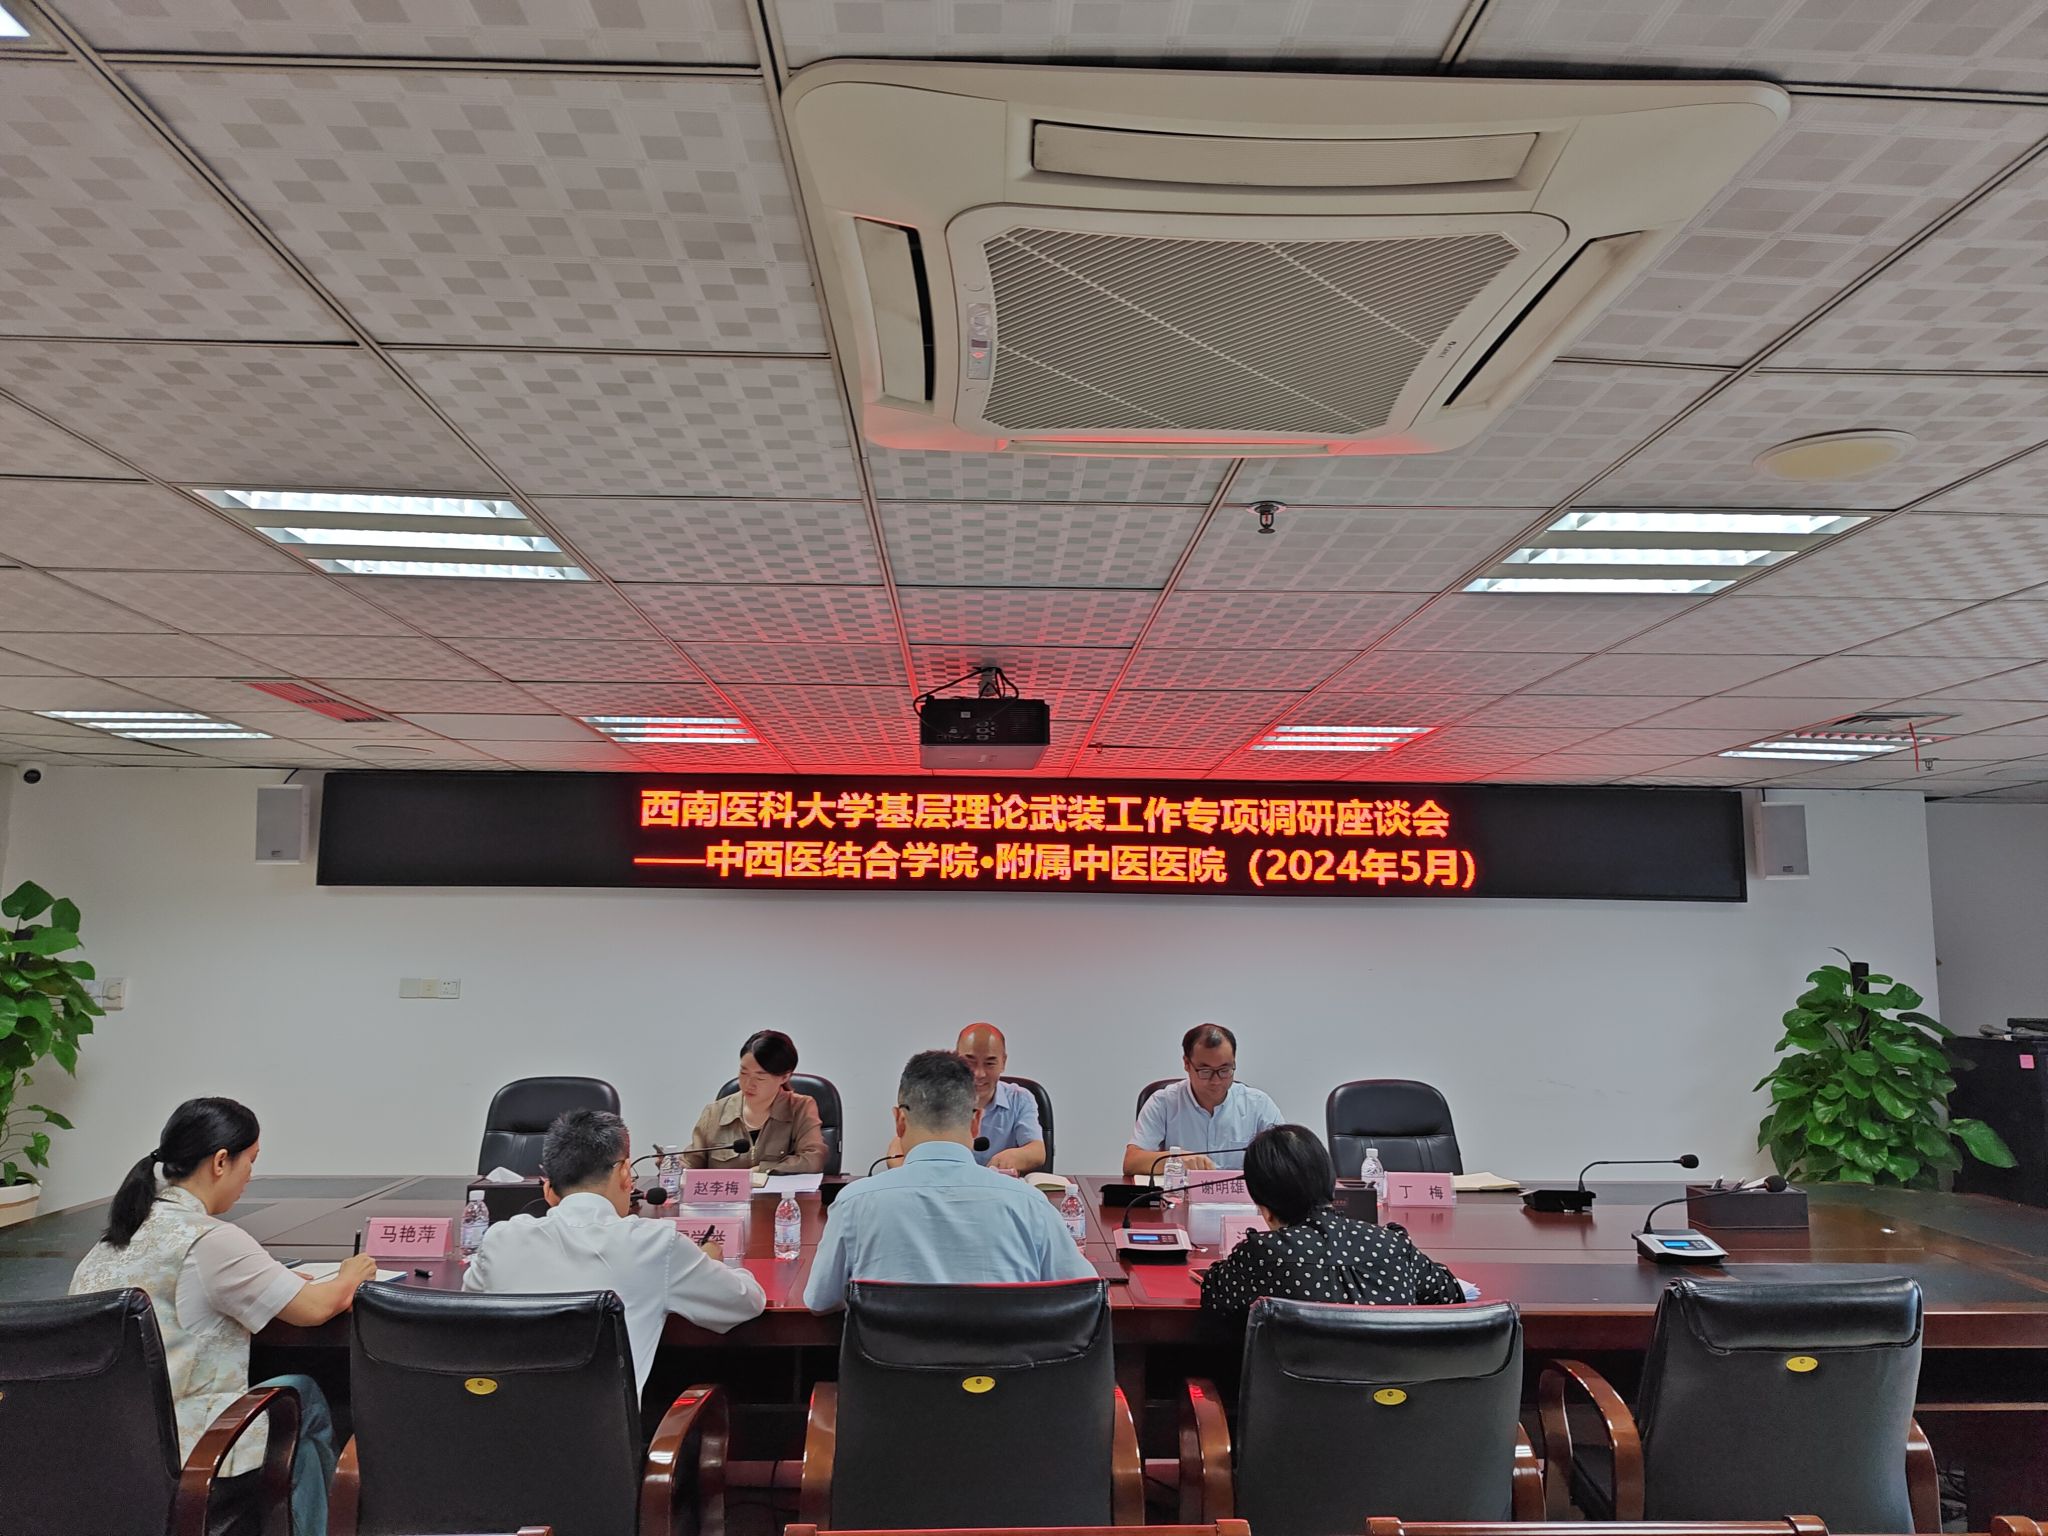 西南医科大学基层理论武装工作专项调研座谈会
——中西医结合学院•附属中医医院（2024年5月）
赵李梅
谢明雄
丁 梅
马艳萍